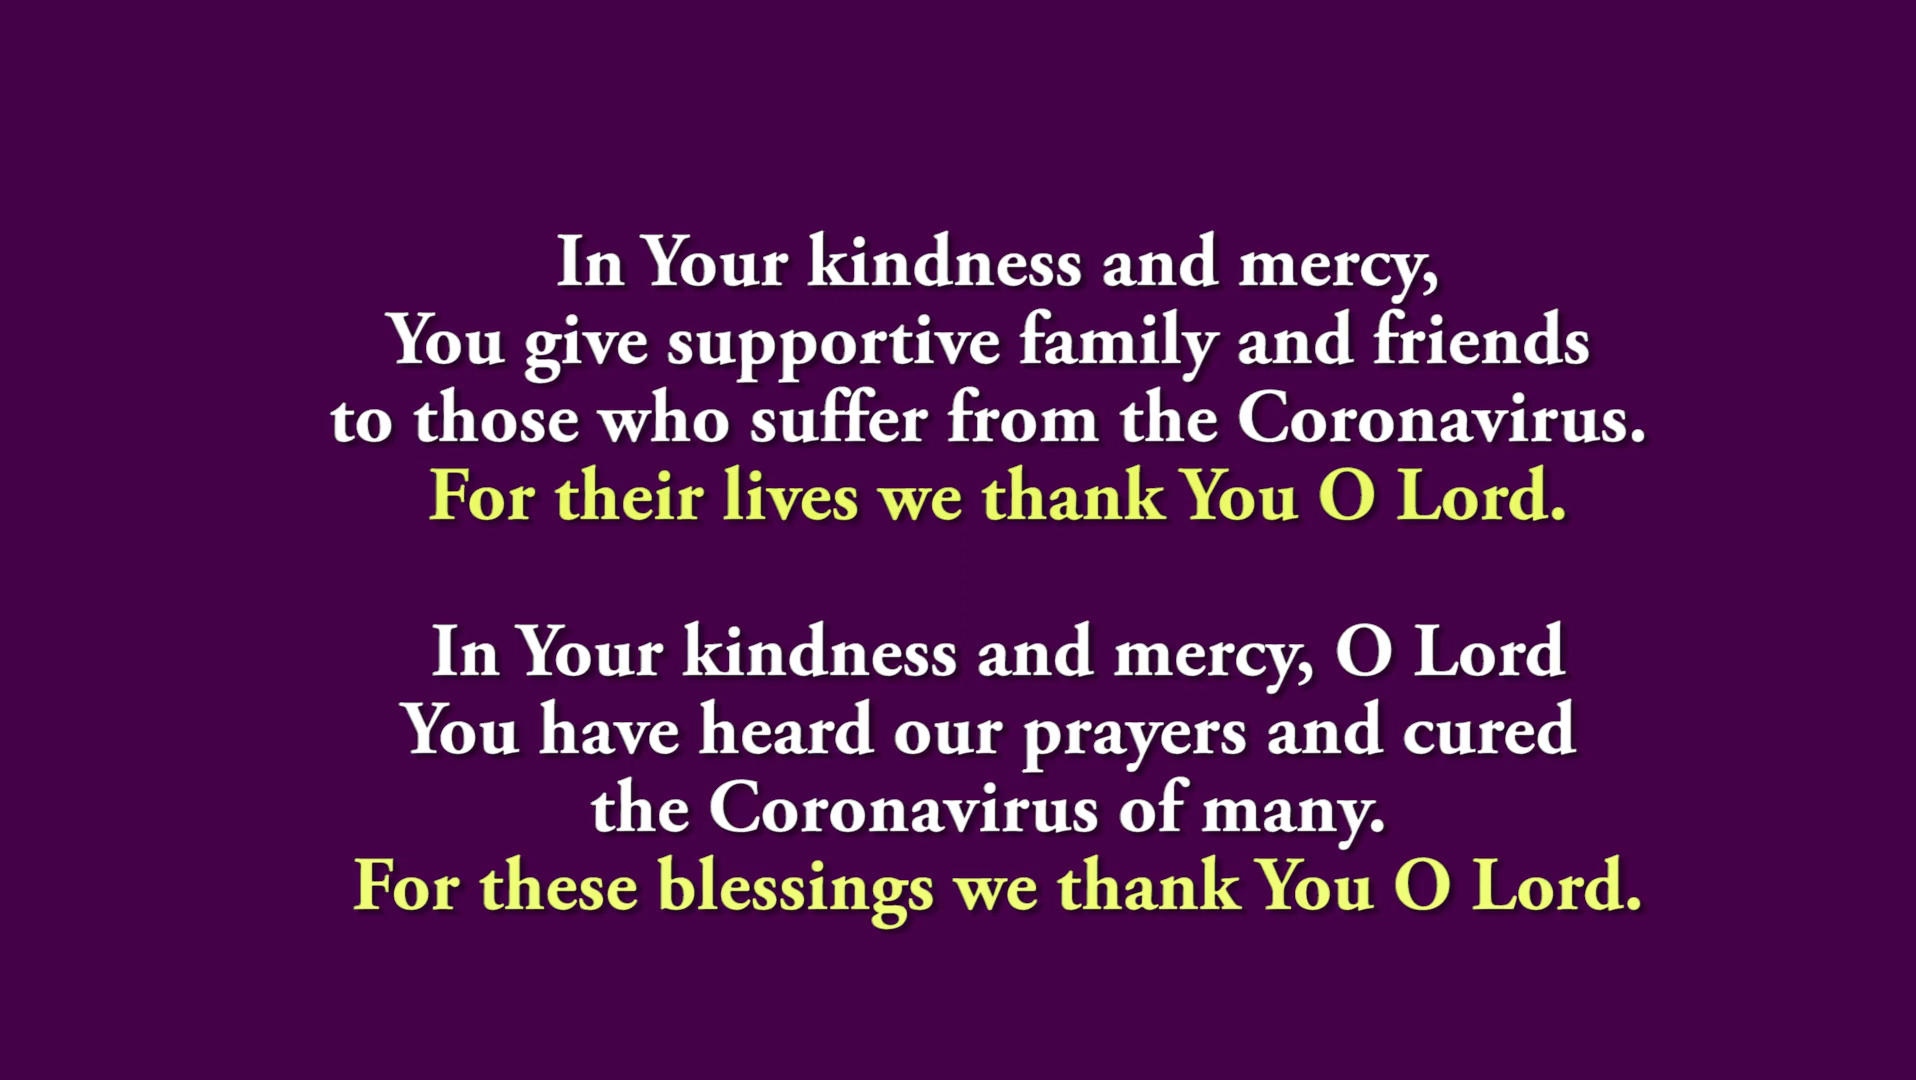 In Your kindness and mercy,
You give supportive family and friends
to those who suffer from the Coronavirus.
For their lives we thank You O Lord.
In Your kindness and mercy, O Lord
You have heard our prayers and cured
the Coronavirus of many.
For these blessings we thank You O Lord.